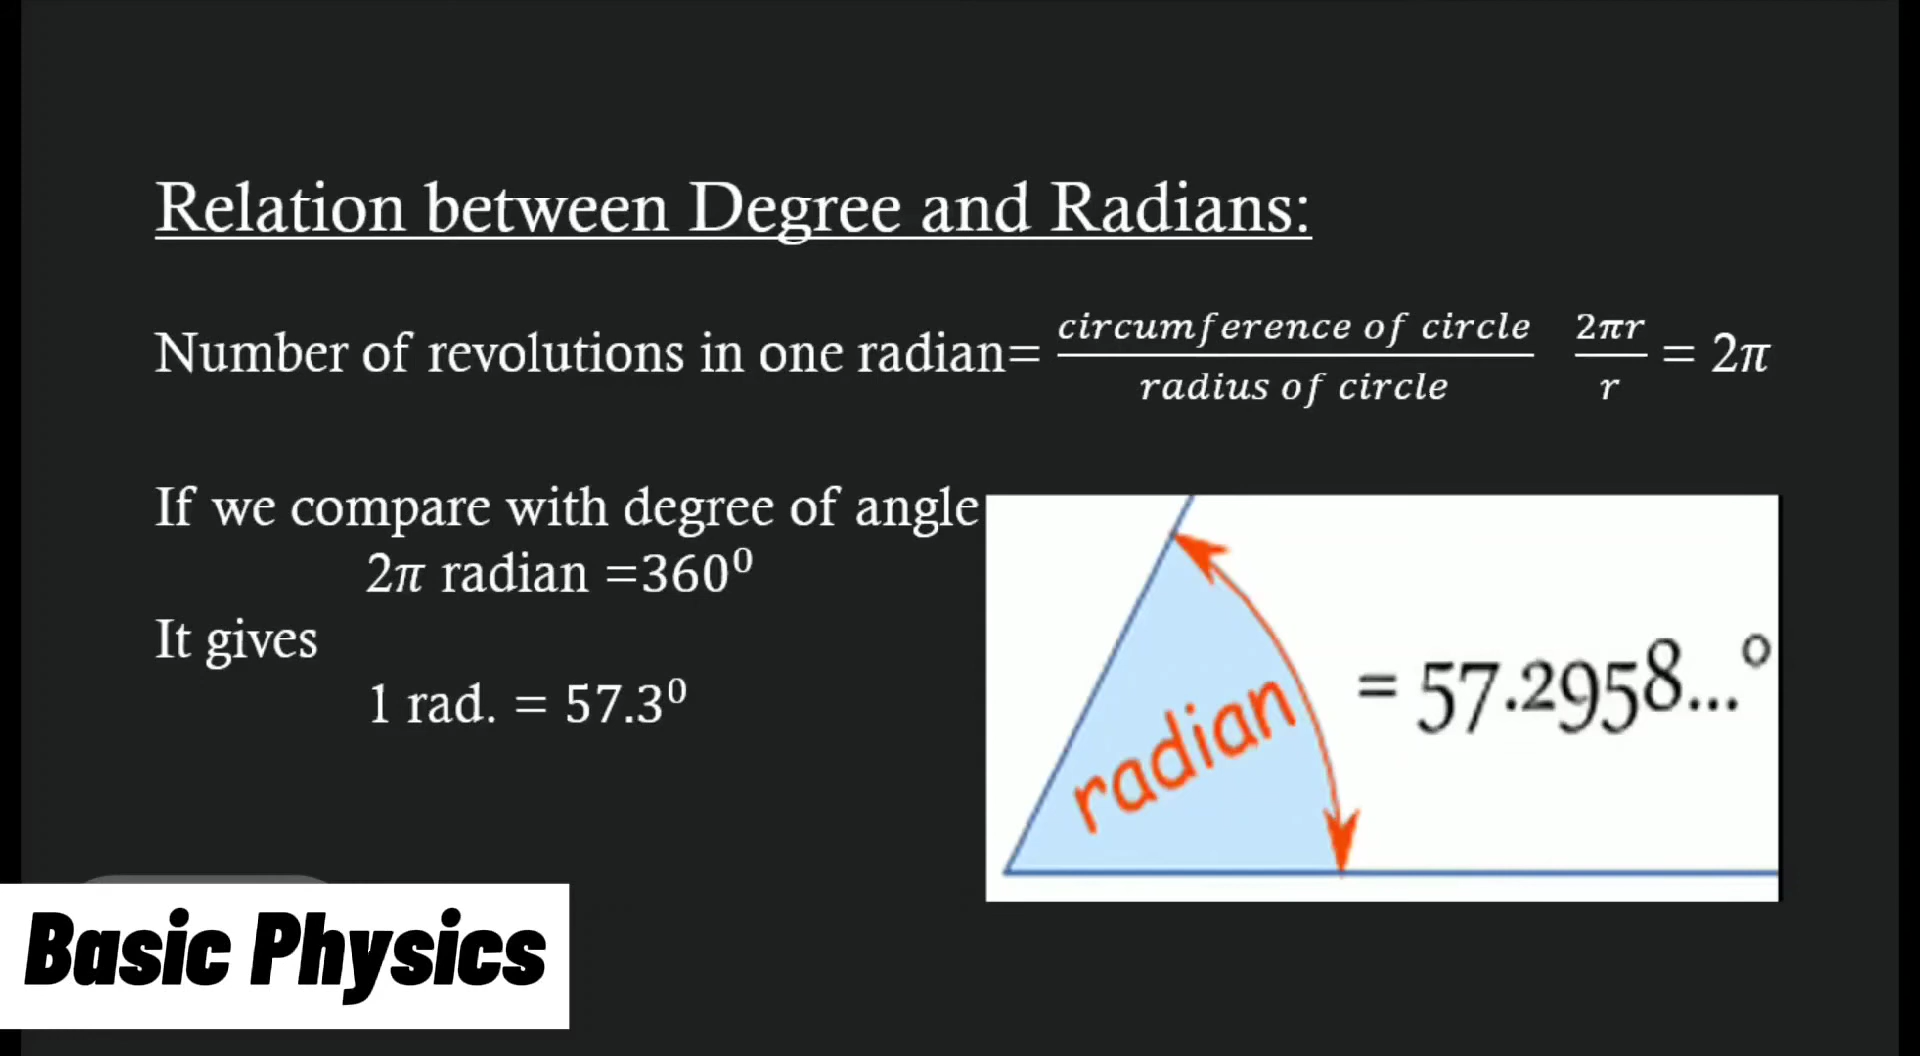 Relation between Degree and Radians:
Number of revolutions in one radian= circumference of circle / radius of circle 2πr / r = 2π
If we compare with degree of angle
2π radian =360⁰
It gives
1 rad. = 57.3⁰
radian
= 57.2958...°
Basic Physics